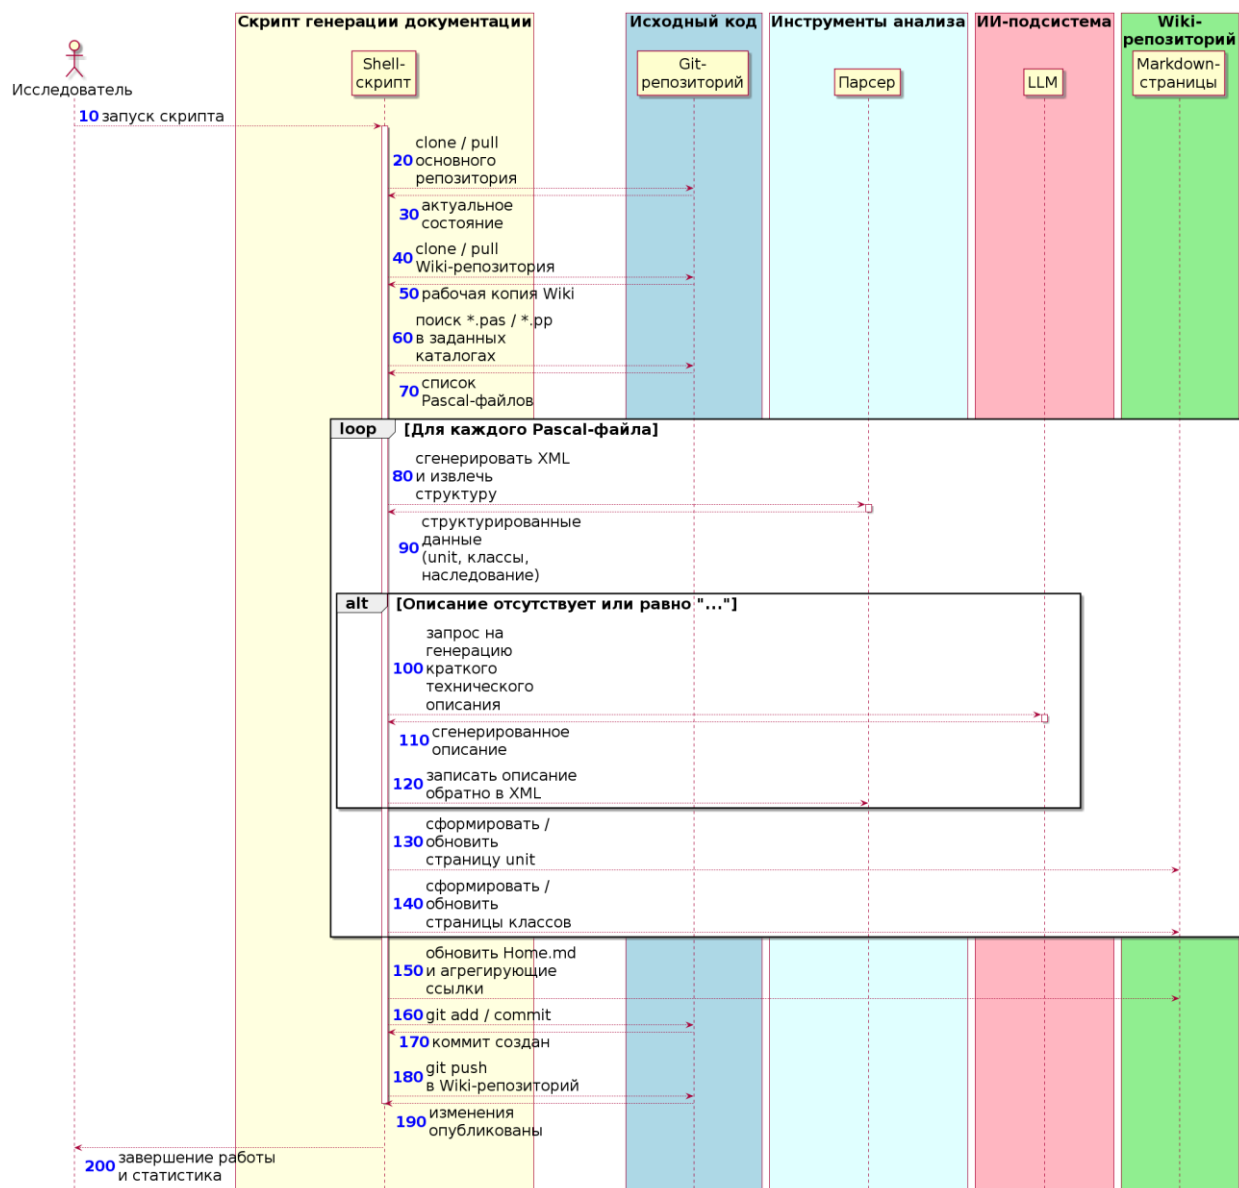 Скрипт генерации документации
Исходный код
Инструменты анализа
ИИ-подсистема
Wiki-
репозиторий
Исследователь
Shell-
скрипт
Git-
репозиторий
Парсер
LLM
Markdown-
страницы
10 запуск скрипта
clone / pull
20 основного
репозитория
актуальное
30 состояние
clone / pull
40 Wiki-репозитория
50 рабочая копия Wiki
поиск *.pas / *.pp
60 в заданных
каталогах
список
70 Pascal-файлов
loop [Для каждого Pascal-файла]
сгенерировать XML
80 и извлечь
структуру
структурированные
данные
90 (unit, классы,
наследование)
alt [Описание отсутствует или равно "..."]
запрос на
генерацию
100 краткого
технического
описания
сгенерированное
110 описание
записать описание
120 обратно в XML
сформировать /
130 обновить
страницу unit
сформировать /
140 обновить
страницы классов
обновить Home.md
150 и агрегирующие
ссылки
160 git add / commit
170 коммит создан
git push
180 в Wiki-репозиторий
изменения
190 опубликованы
завершение работы
200 и статистика